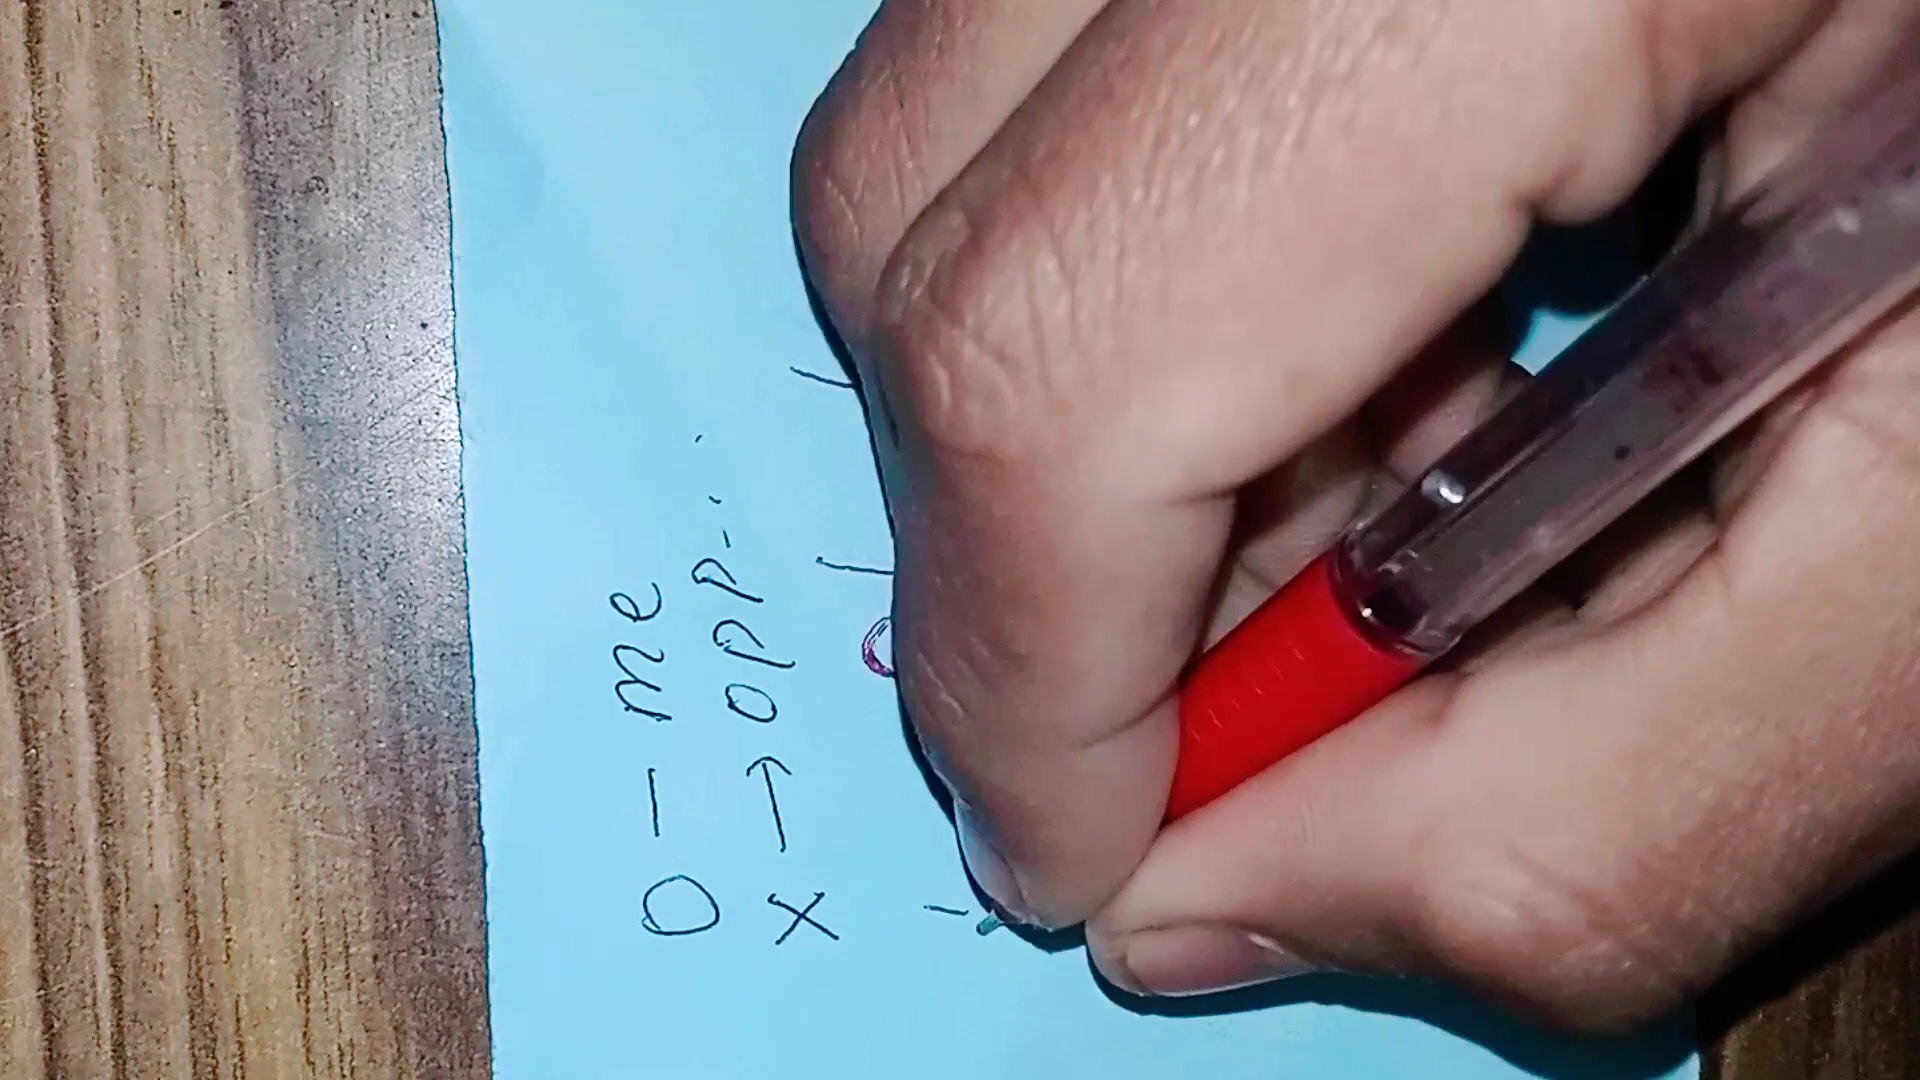 O - me
X → opp-..